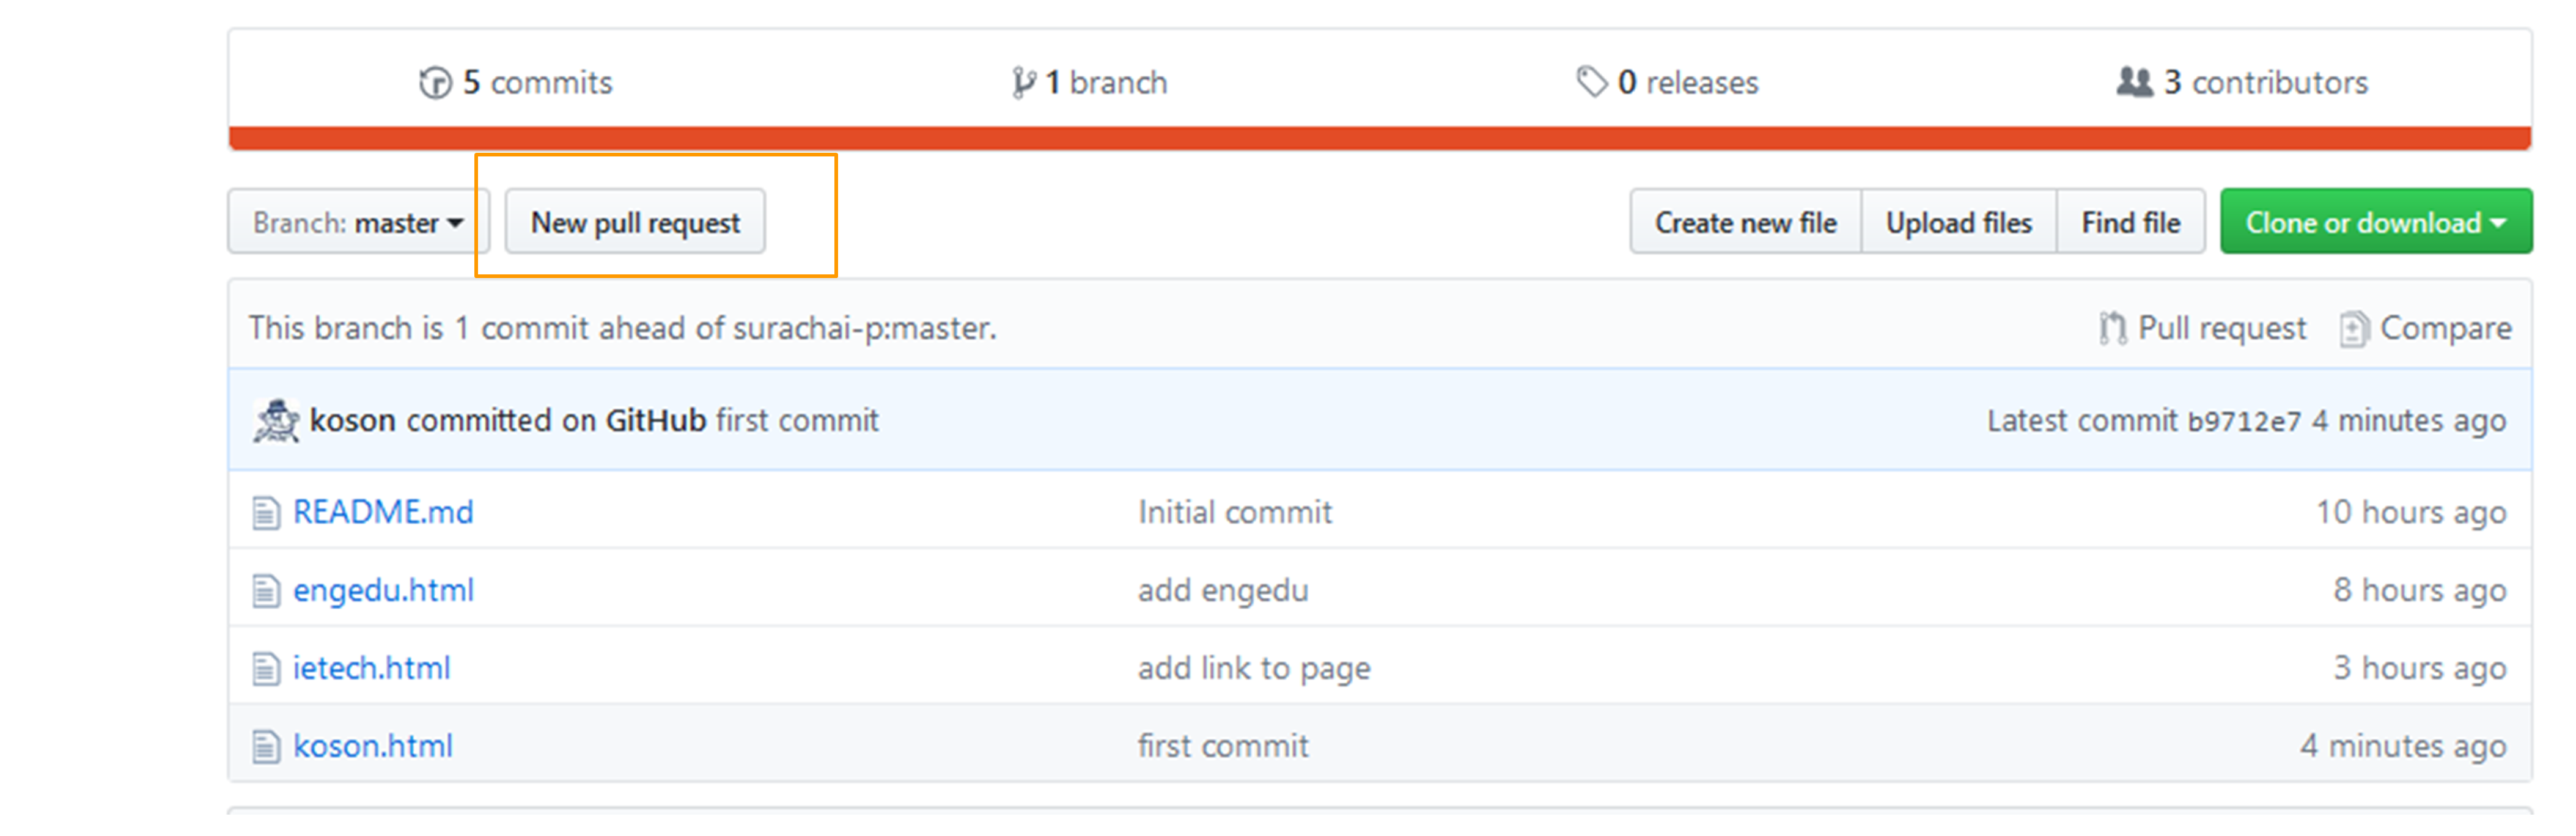 5 commits 1 branch 0 releases 3 contributors
Branch: master New pull request Create new file Upload files Find file Clone or download
This branch is 1 commit ahead of surachai-p:master. Pull request Compare
koson committed on GitHub first commit Latest commit b9712e7 4 minutes ago
README.md Initial commit 10 hours ago
engedu.html add engedu 8 hours ago
ietech.html add link to page 3 hours ago
koson.html first commit 4 minutes ago